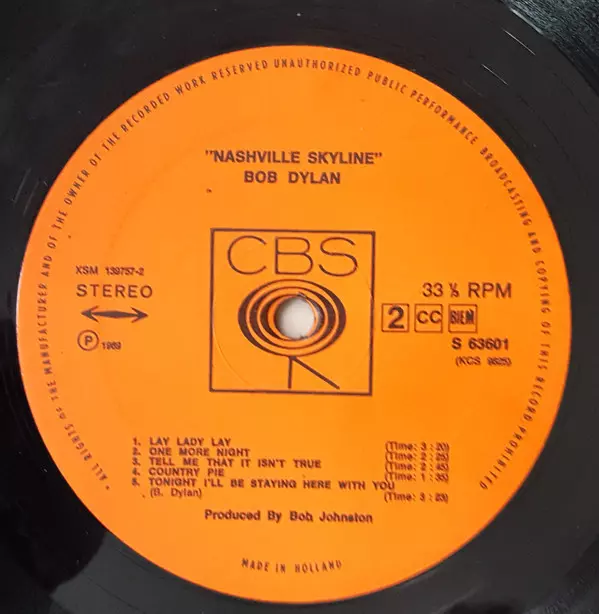 * ALL RIGHTS OF THE MANUFACTURER AND OF THE OWNER OF THE RECORDED WORK RESERVED UNAUTHORIZED PUBLIC PERFORMANCE BROADCASTING AND COPYING OF THIS RECORD PROHIBITED
"NASHVILLE SKYLINE"
BOB DYLAN
CBS
XSM 139757-2
STEREO
℗ 1969
33 ⅓ RPM
2 CC BIEM
S 63601
(KCS 9825)
1. LAY LADY LAY (Time: 3 : 20)
2. ONE MORE NIGHT (Time: 2 : 25)
3. TELL ME THAT IT ISN'T TRUE (Time: 2 : 45)
4. COUNTRY PIE (Time: 1 : 35)
5. TONIGHT I'LL BE STAYING HERE WITH YOU
(B. Dylan) (Time: 3 : 23)
Produced By Bob Johnston
MADE IN HOLLAND